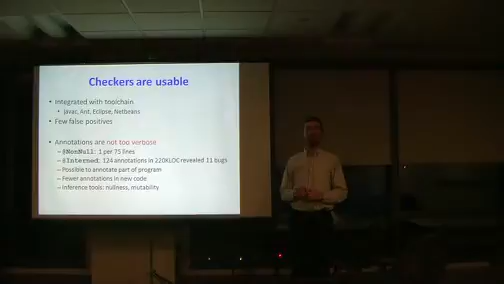 Checkers are usable
• Integrated with toolchain
• Javac, Ant, Eclipse, Netbeans
• Few false positives
• Annotations are not too verbose
– @NonNull: 1 per 75 lines
– @Interned: 124 annotations in 220KLOC revealed 11 bugs
– Possible to annotate part of program
– Fewer annotations in new code
– Inference tools: nullness, mutability